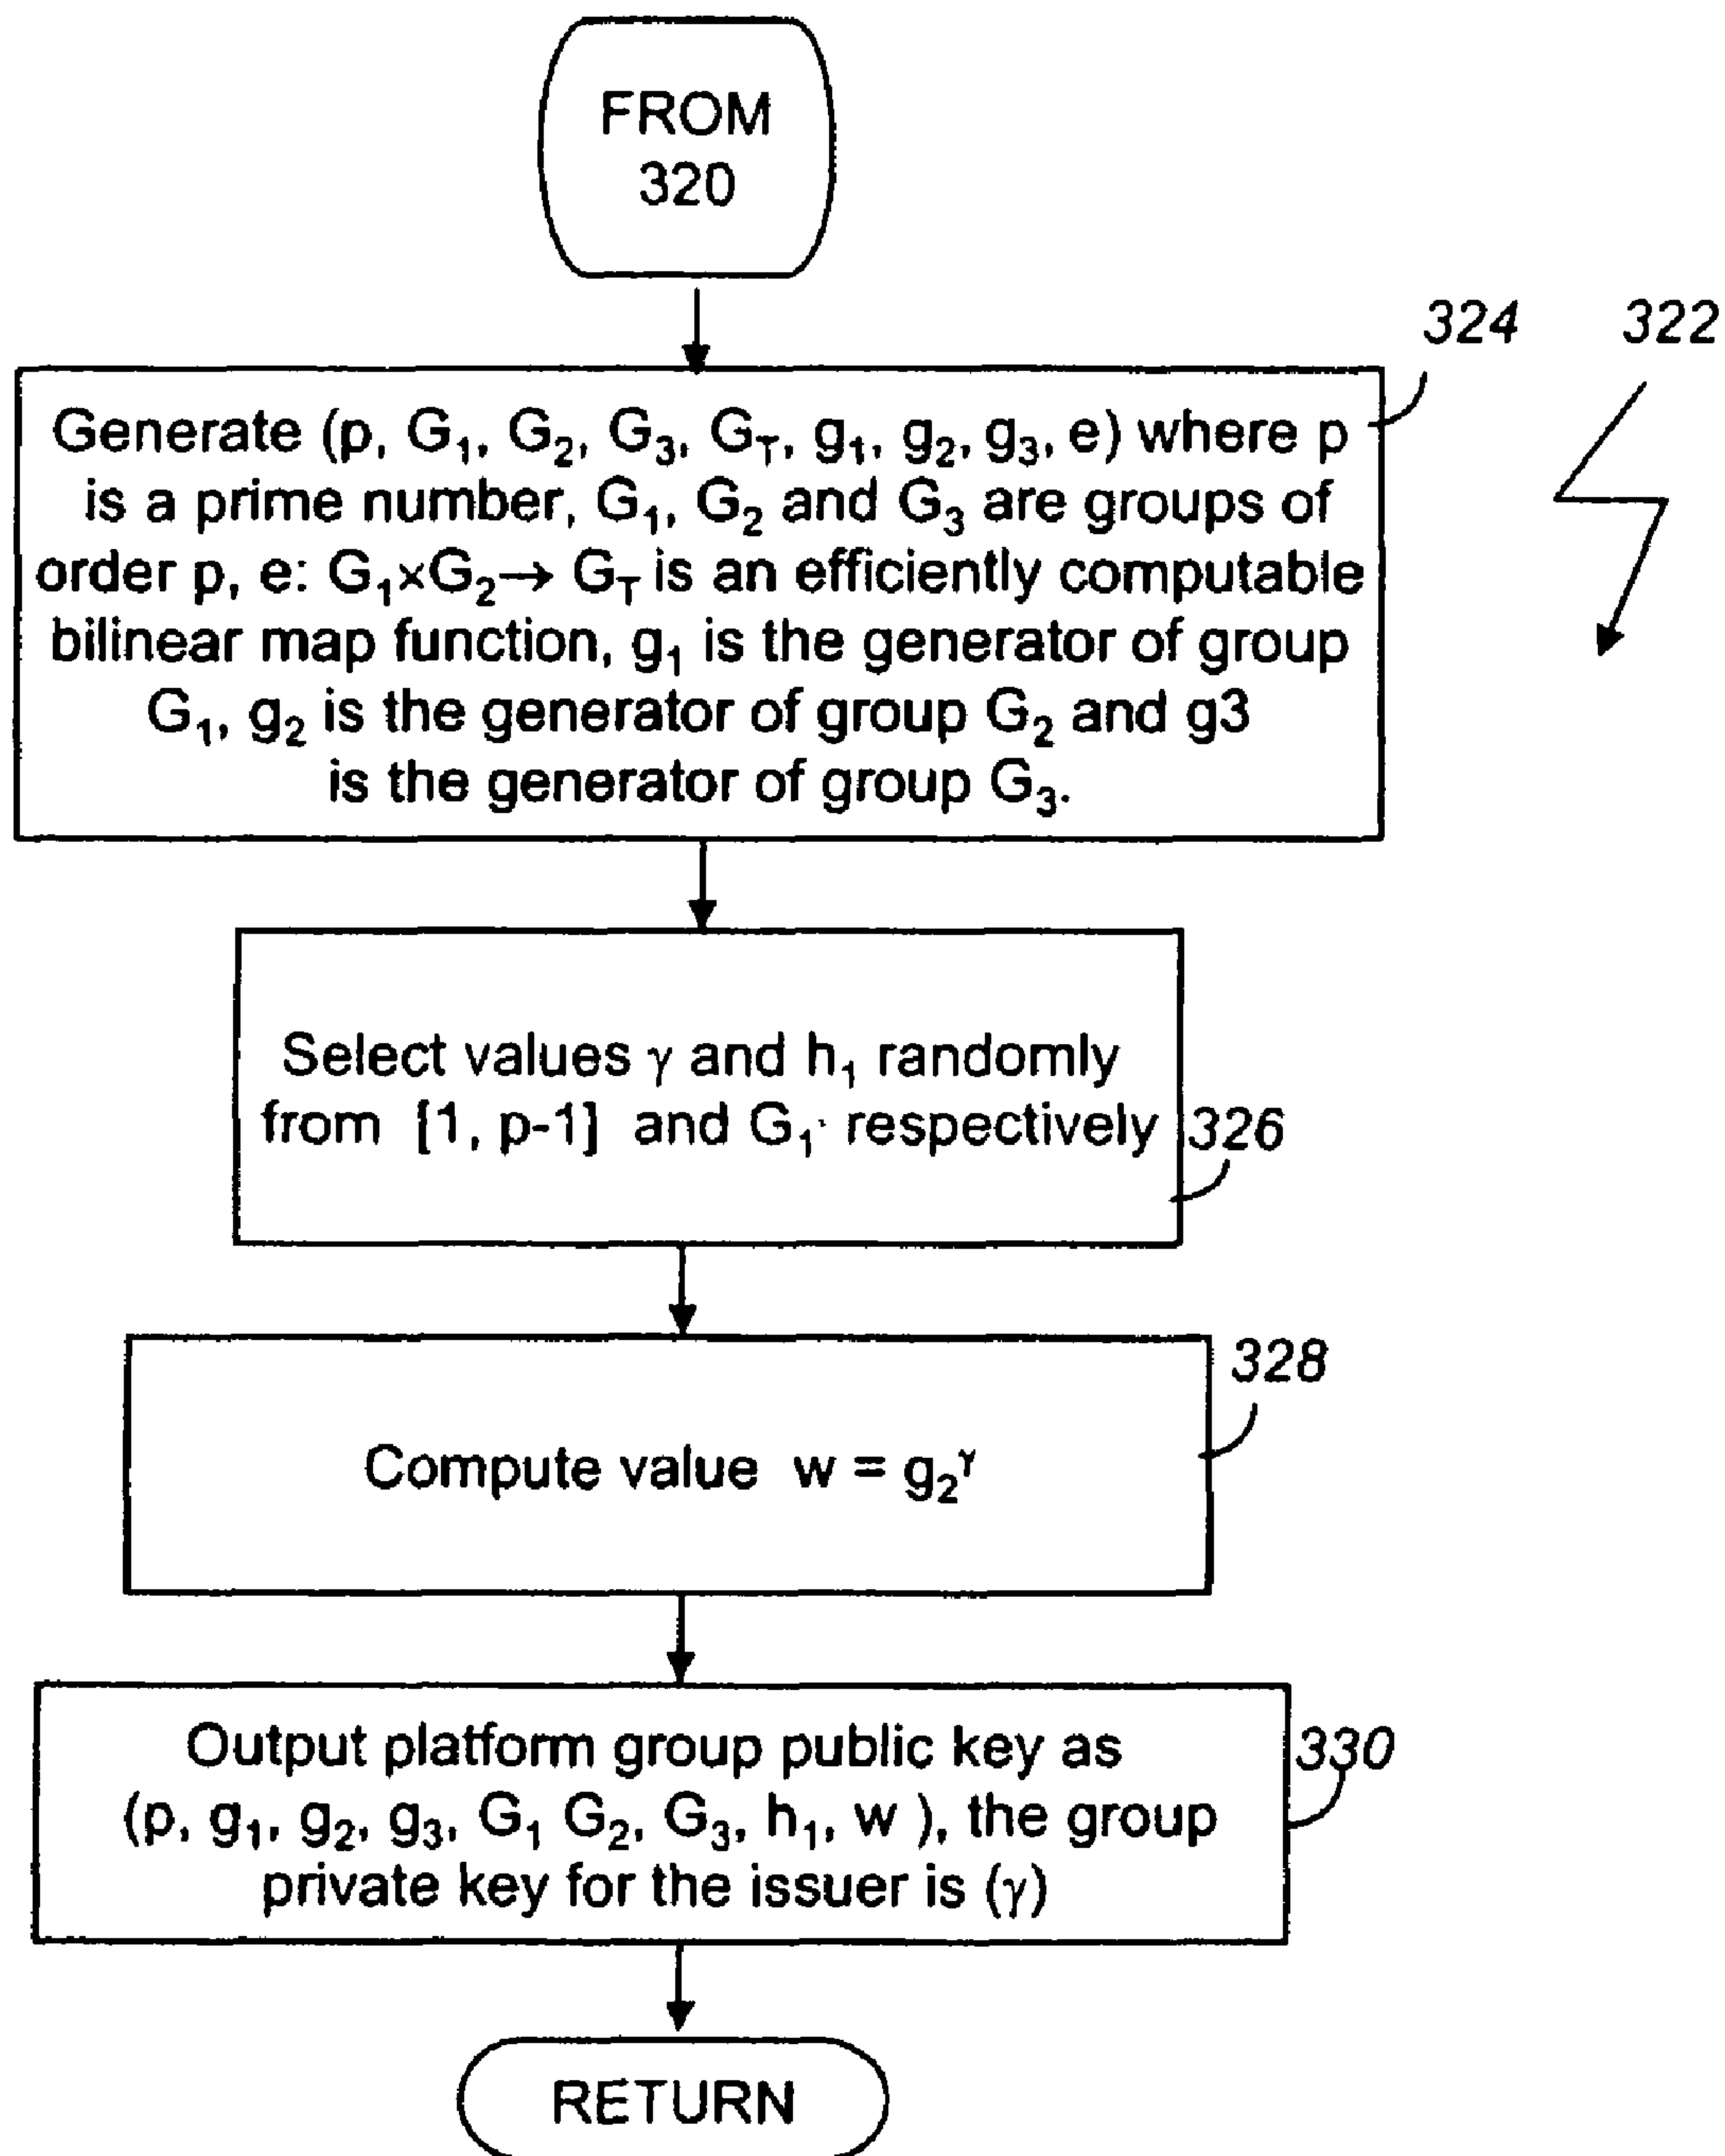 FROM
320
324
322
Generate (p, G₁, G₂, G₃, G_T, g₁, g₂, g₃, e) where p
is a prime number, G₁, G₂ and G₃ are groups of
order p, e: G₁×G₂→ G_T is an efficiently computable
bilinear map function, g₁ is the generator of group
G₁, g₂ is the generator of group G₂ and g3
is the generator of group G₃.
Select values γ and h₁ randomly
from [1, p-1] and G₁ respectively
326
328
Compute value w = g₂^γ
Output platform group public key as
330
(p, g₁, g₂, g₃, G₁ G₂, G₃, h₁, w ), the group
private key for the issuer is (γ)
RETURN